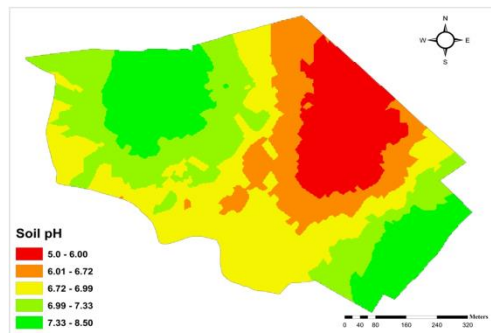 N
W E
S
Soil pH
5.0 - 6.00
6.01 - 6.72
6.72 - 6.99
6.99 - 7.33
7.33 - 8.50
Meters
0 40 80 160 240 320